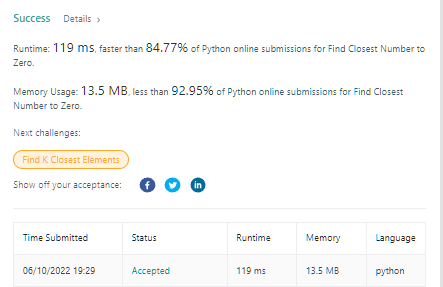 Success Details >
Runtime: 119 ms, faster than 84.77% of Python online submissions for Find Closest Number to
Zero.
Memory Usage: 13.5 MB, less than 92.95% of Python online submissions for Find Closest
Number to Zero.
Next challenges:
Find K Closest Elements
Show off your acceptance: f in
Time Submitted Status Runtime Memory Language
06/10/2022 19:29 Accepted 119 ms 13.5 MB python